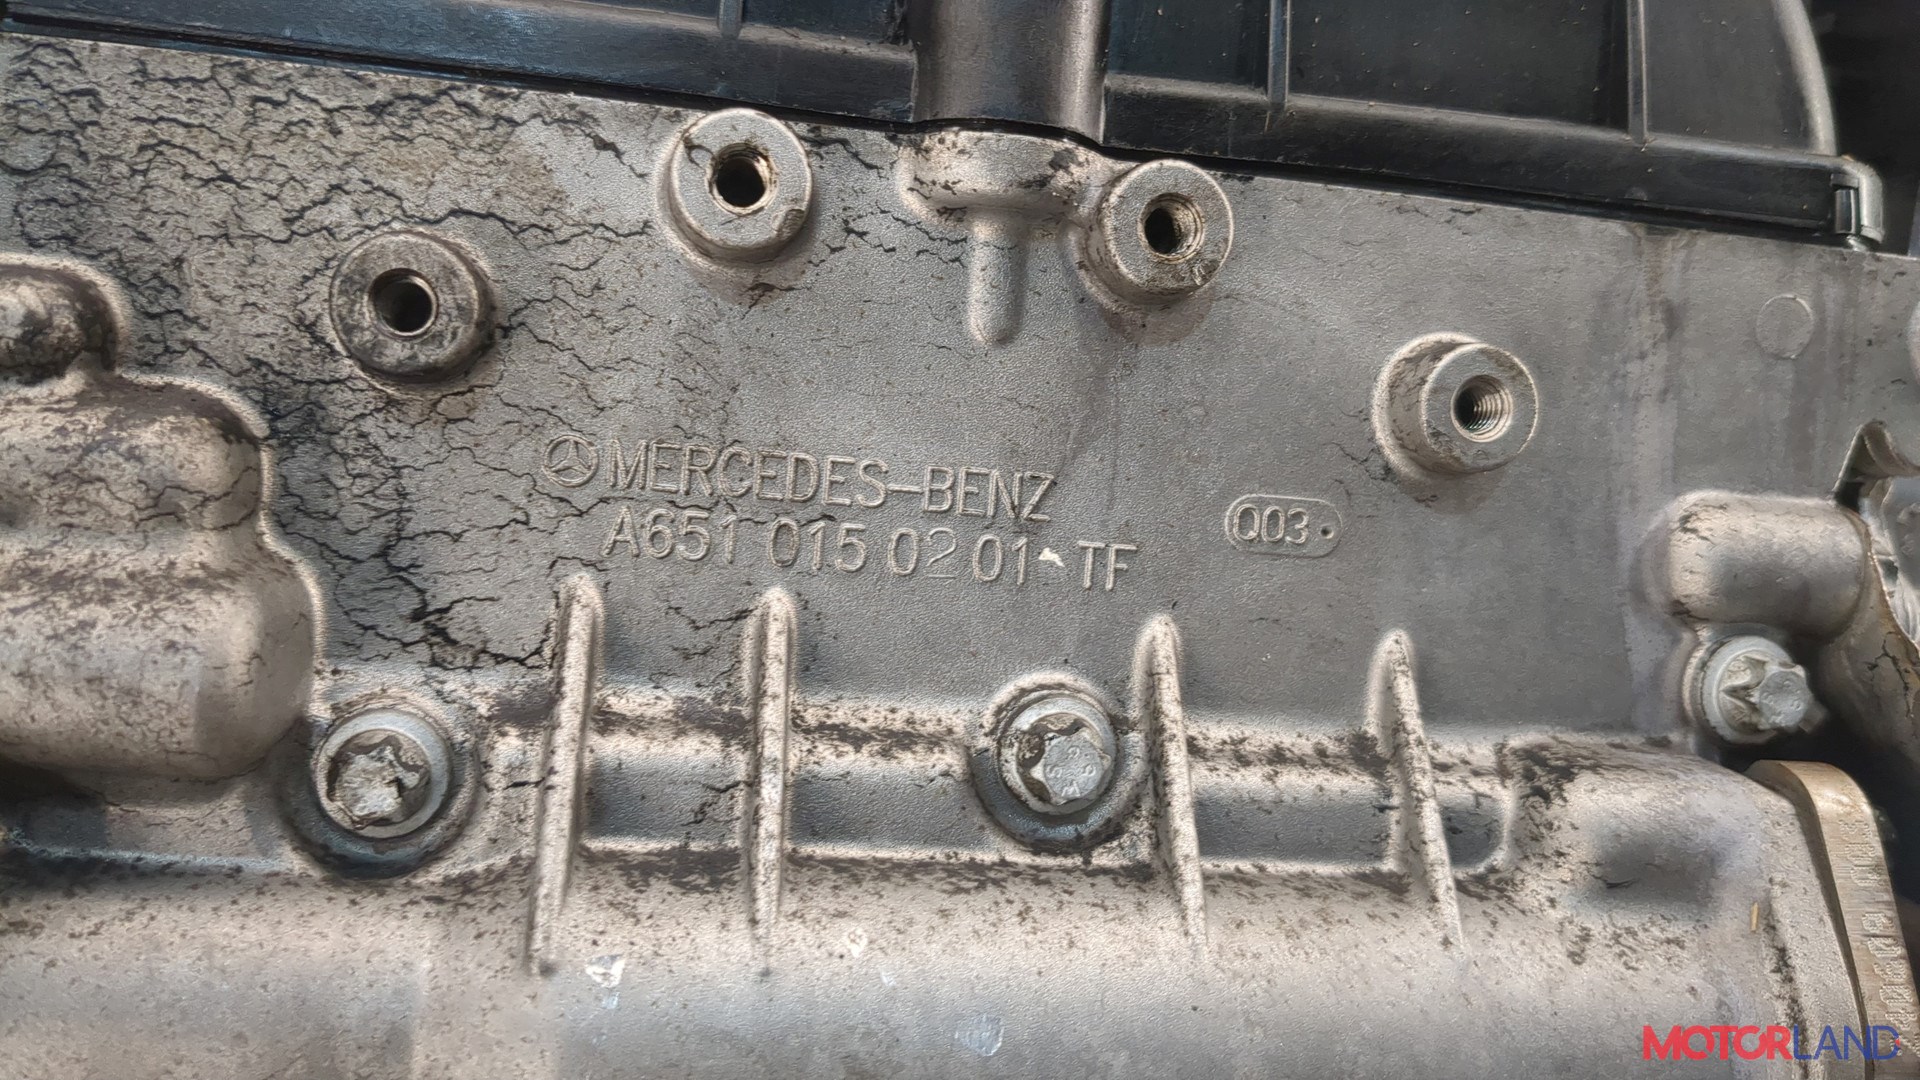 MERCEDES-BENZ
A651 015 02 01 TF
Q03
MOTORLAND